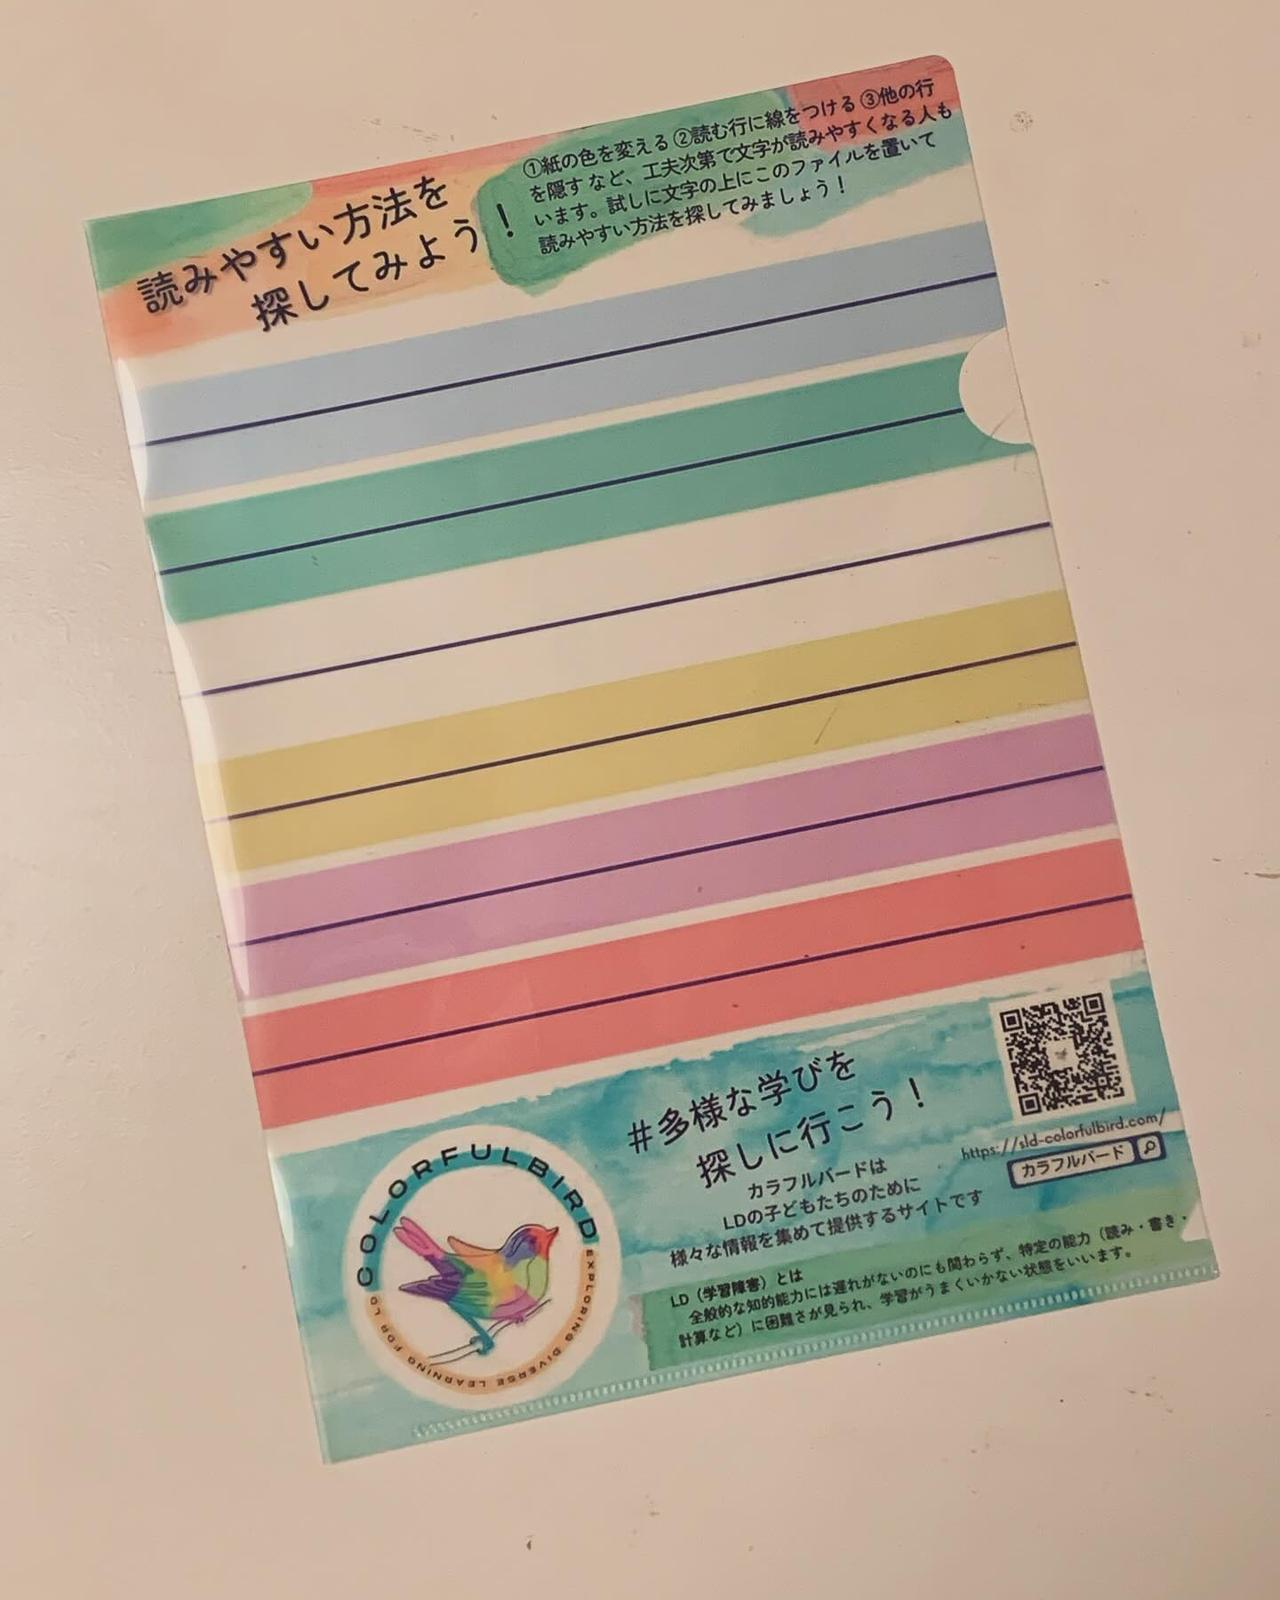 読みやすい方法を
探してみよう！
①紙の色を変える ②読む行に線をつける ③他の行
を隠す など、工夫次第で文字が読みやすくなる人も
います。試しに文字の上にこのファイルを置いて
読みやすい方法を探してみましょう！
#多様な学びを
探しに行こう！
カラフルバードは
LDの子どもたちのために
様々な情報を集めて提供するサイトです
https://sld-colorfulbird.com/
カラフルバード
COLORFULBIRD
EXPLORING DIVERSE LEARNING FOR LD
LD（学習障害）とは
全般的な知的能力には遅れがないのにも関わらず、特定の能力（読み・書き・
計算など）に困難さが見られ、学習がうまくいかない状態をいいます。